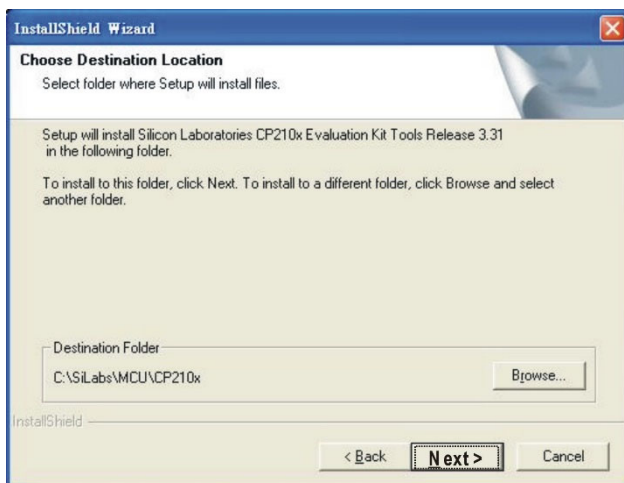 InstallShield Wizard
Choose Destination Location
Select folder where Setup will install files.
Setup will install Silicon Laboratories CP210x Evaluation Kit Tools Release 3.31
in the following folder.
To install to this folder, click Next. To install to a different folder, click Browse and select
another folder.
Destination Folder
C:\SiLabs\MCU\CP210x
Browse...
InstallShield
< Back
Next >
Cancel